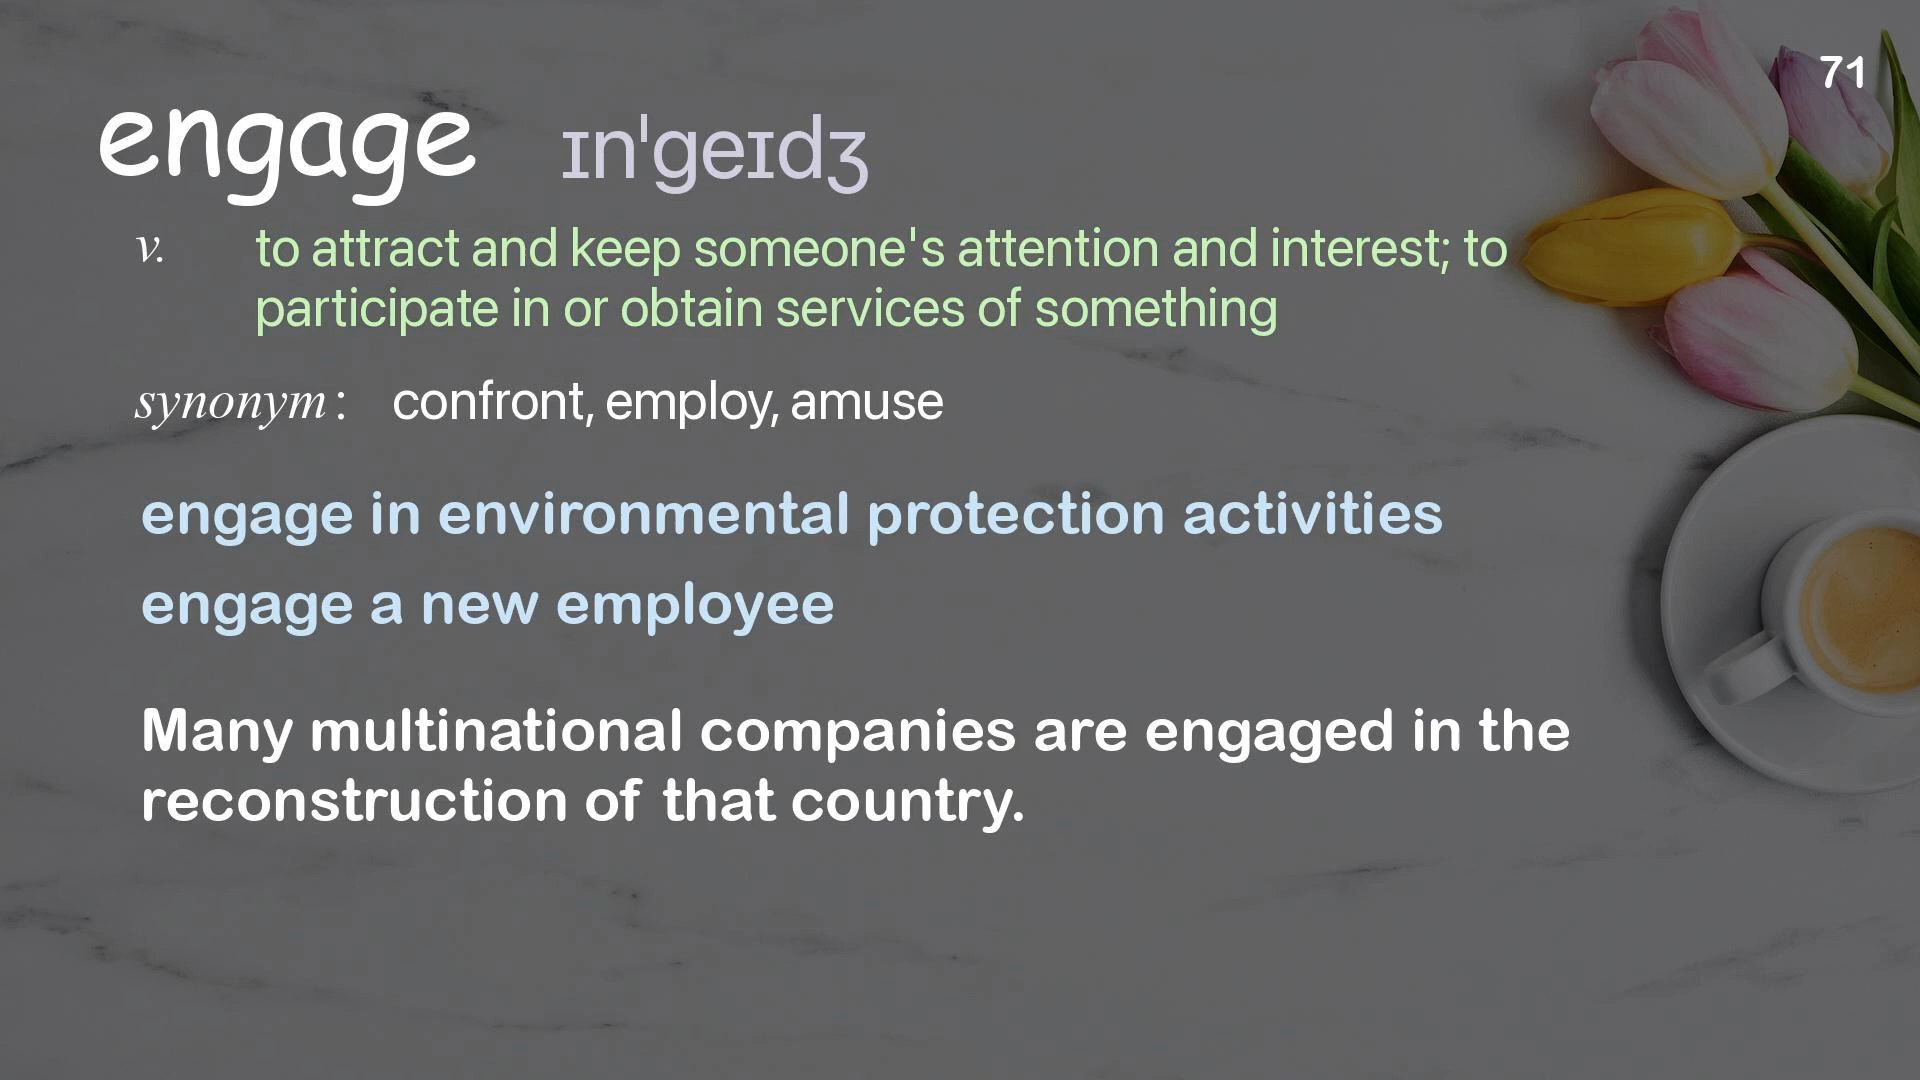 71
engage ɪnˈgeɪdʒ
v. to attract and keep someone's attention and interest; to
participate in or obtain services of something
synonym: confront, employ, amuse
engage in environmental protection activities
engage a new employee
Many multinational companies are engaged in the
reconstruction of that country.